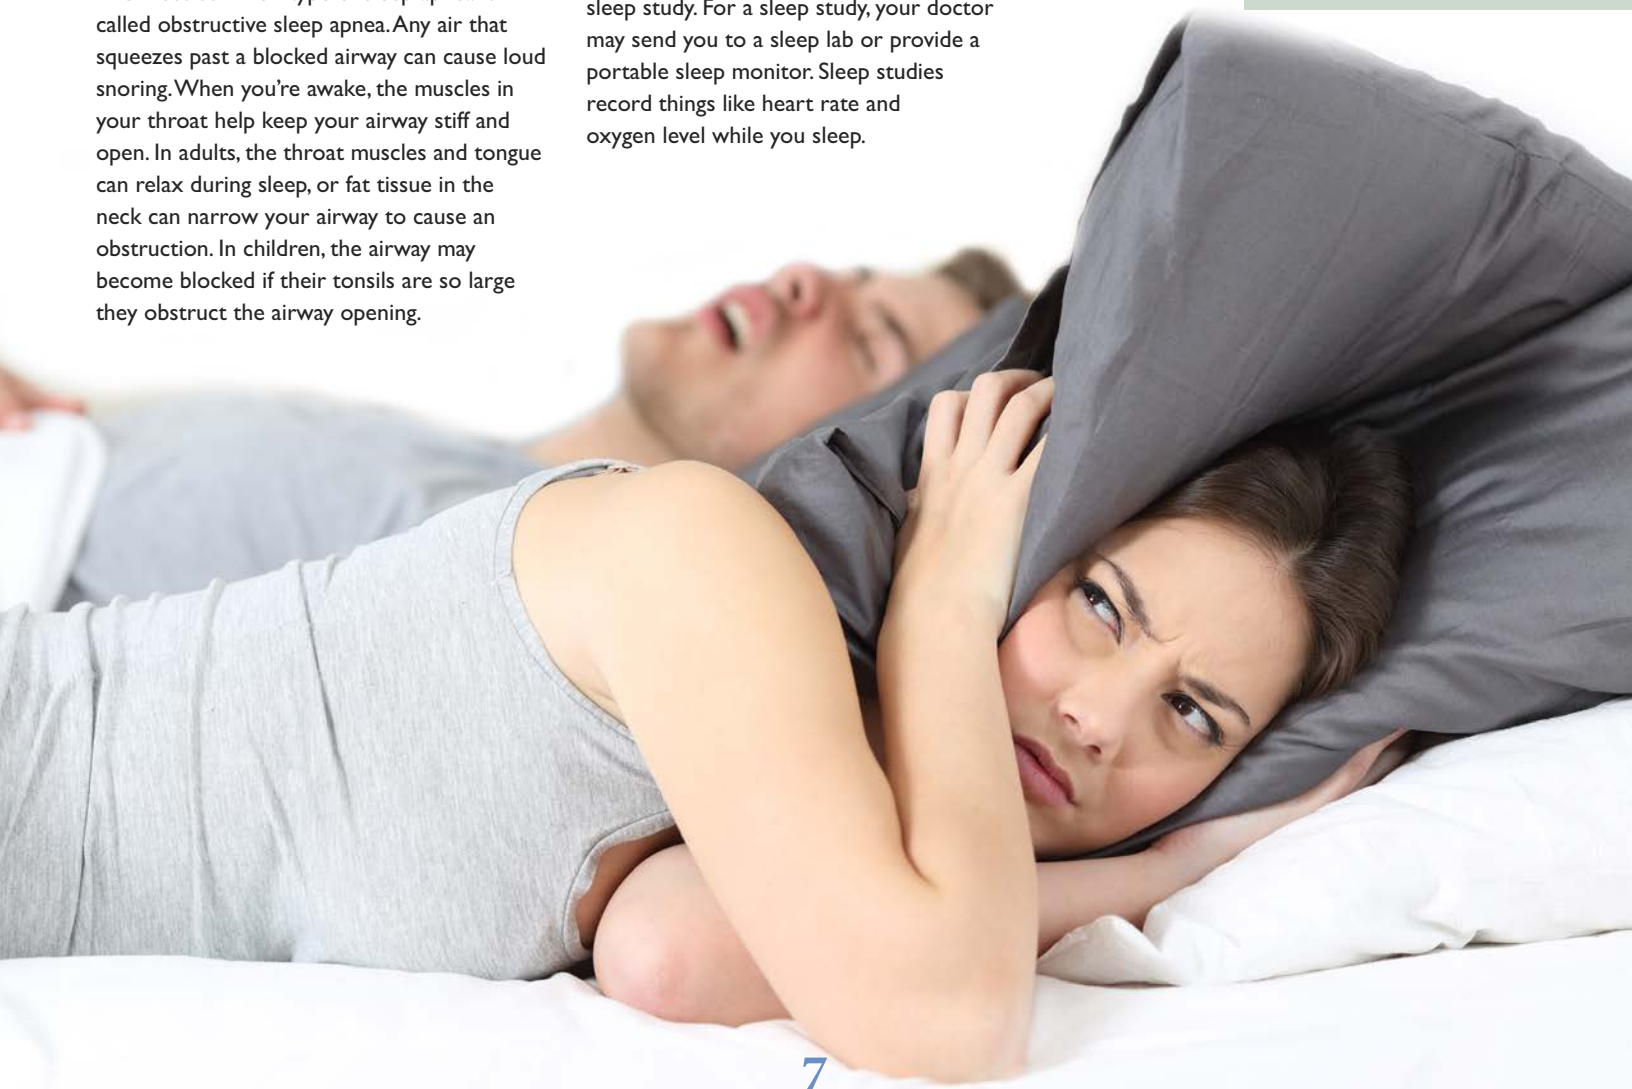 called obstructive sleep apnea. Any air that
squeezes past a blocked airway can cause loud
snoring. When you're awake, the muscles in
your throat help keep your airway stiff and
open. In adults, the throat muscles and tongue
can relax during sleep, or fat tissue in the
neck can narrow your airway to cause an
obstruction. In children, the airway may
become blocked if their tonsils are so large
they obstruct the airway opening.
sleep study. For a sleep study, your doctor
may send you to a sleep lab or provide a
portable sleep monitor. Sleep studies
record things like heart rate and
oxygen level while you sleep.
7